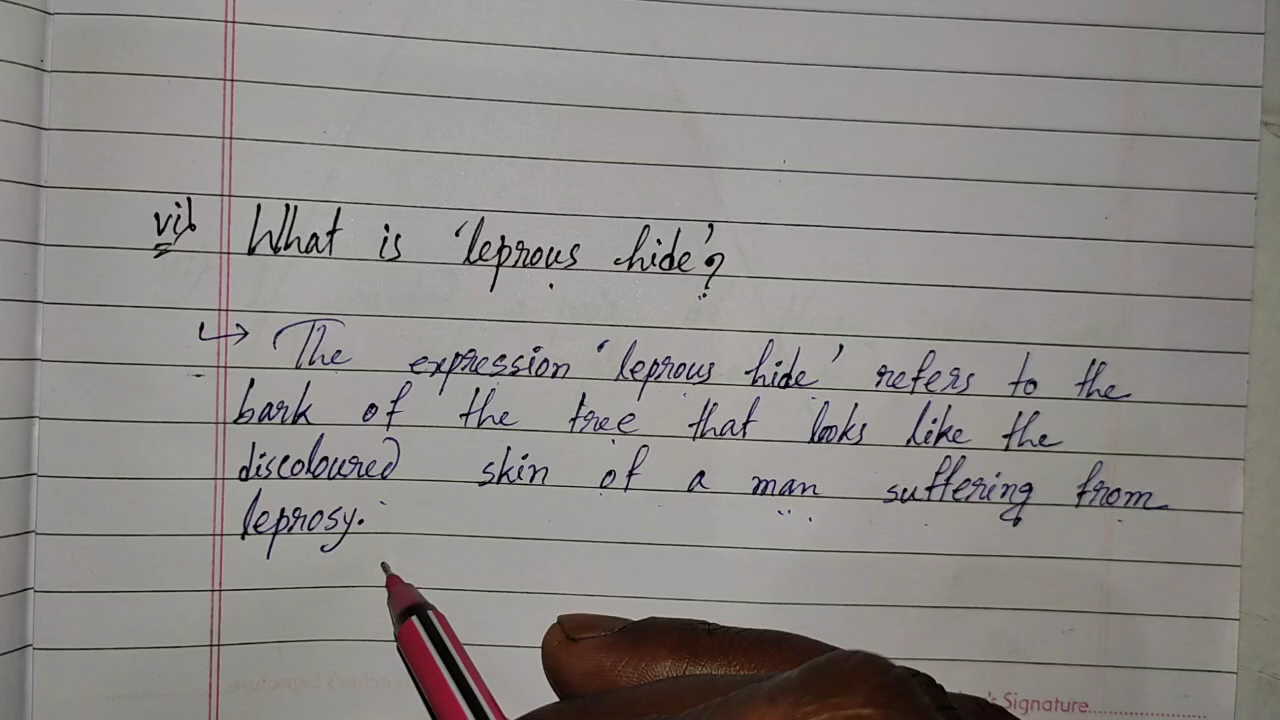 vi) What is 'leprous hide'?
↳ The expression 'leprous hide' refers to the
bark of the tree that looks like the
discoloured skin of a man suffering from
leprosy.
Signature